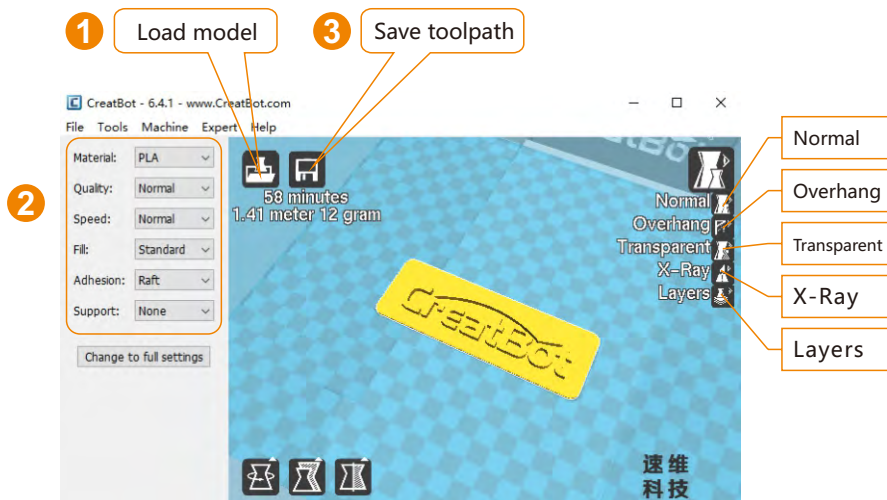 1 Load model
3 Save toolpath
CreatBot - 6.4.1 - www.CreatBot.com
File Tools Machine Expert Help
2
Material: PLA
Quality: Normal
Speed: Normal
Fill: Standard
Adhesion: Raft
Support: None
Change to full settings
58 minutes
1.41 meter 12 gram
Normal
Overhang
Transparent
X-Ray
Layers
Normal
Overhang
Transparent
X-Ray
Layers
CreatBot
速维
科技